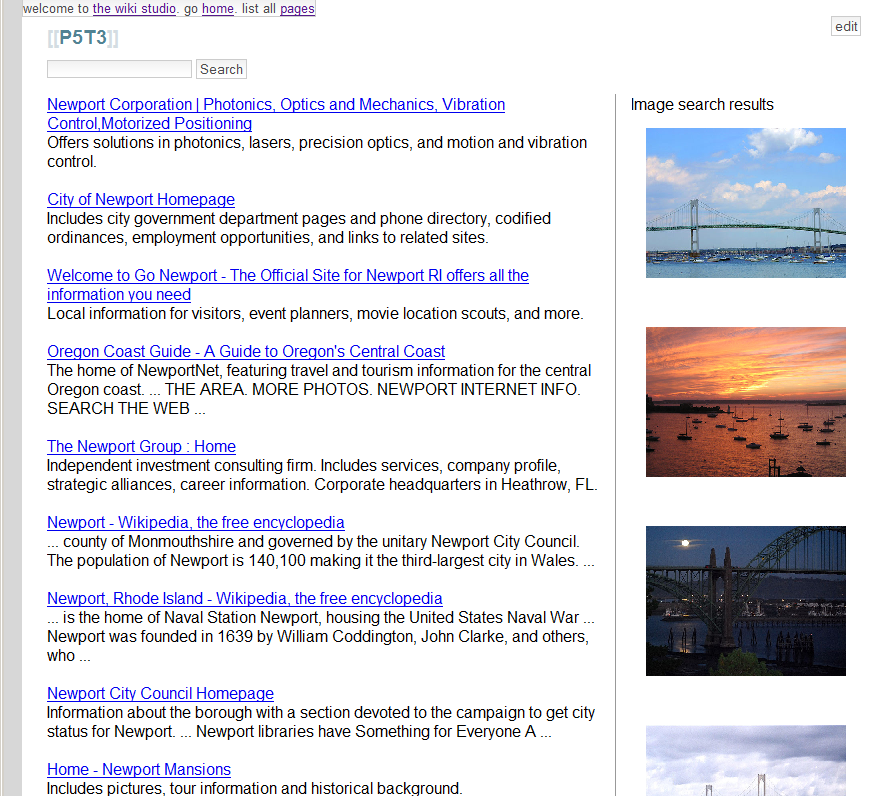 welcome to the wiki studio. go home. list all pages
edit
[[P5T3]]
Search
Newport Corporation | Photonics, Optics and Mechanics, Vibration
Control,Motorized Positioning
Offers solutions in photonics, lasers, precision optics, and motion and vibration
control.
City of Newport Homepage
Includes city government department pages and phone directory, codified
ordinances, employment opportunities, and links to related sites.
Welcome to Go Newport - The Official Site for Newport RI offers all the
information you need
Local information for visitors, event planners, movie location scouts, and more.
Oregon Coast Guide - A Guide to Oregon's Central Coast
The home of NewportNet, featuring travel and tourism information for the central
Oregon coast. ... THE AREA. MORE PHOTOS. NEWPORT INTERNET INFO.
SEARCH THE WEB ...
The Newport Group : Home
Independent investment consulting firm. Includes services, company profile,
strategic alliances, career information. Corporate headquarters in Heathrow, FL.
Newport - Wikipedia, the free encyclopedia
... county of Monmouthshire and governed by the unitary Newport City Council.
The population of Newport is 140,100 making it the third-largest city in Wales. ...
Newport, Rhode Island - Wikipedia, the free encyclopedia
... is the home of Naval Station Newport, housing the United States Naval War ...
Newport was founded in 1639 by William Coddington, John Clarke, and others,
who ...
Newport City Council Homepage
Information about the borough with a section devoted to the campaign to get city
status for Newport. ... Newport libraries have Something for Everyone A ...
Home - Newport Mansions
Includes pictures, tour information and historical background.
Image search results